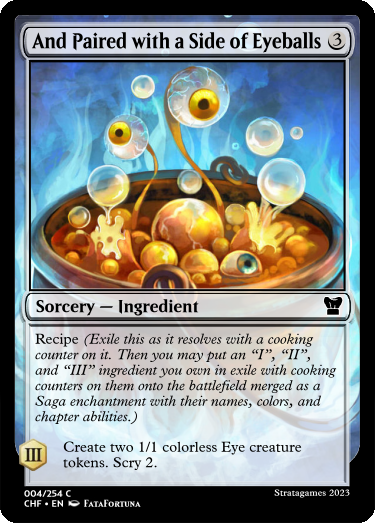 And Paired with a Side of Eyeballs 3
Sorcery — Ingredient
Recipe (Exile this as it resolves with a cooking
counter on it. Then you may put an “I”, “II”,
and “III” ingredient you own in exile with cooking
counters on them onto the battlefield merged as a
Saga enchantment with their names, colors, and
chapter abilities.)
III Create two 1/1 colorless Eye creature
tokens. Scry 2.
004/254 C Stratagames 2023
CHF • EN FataFortuna